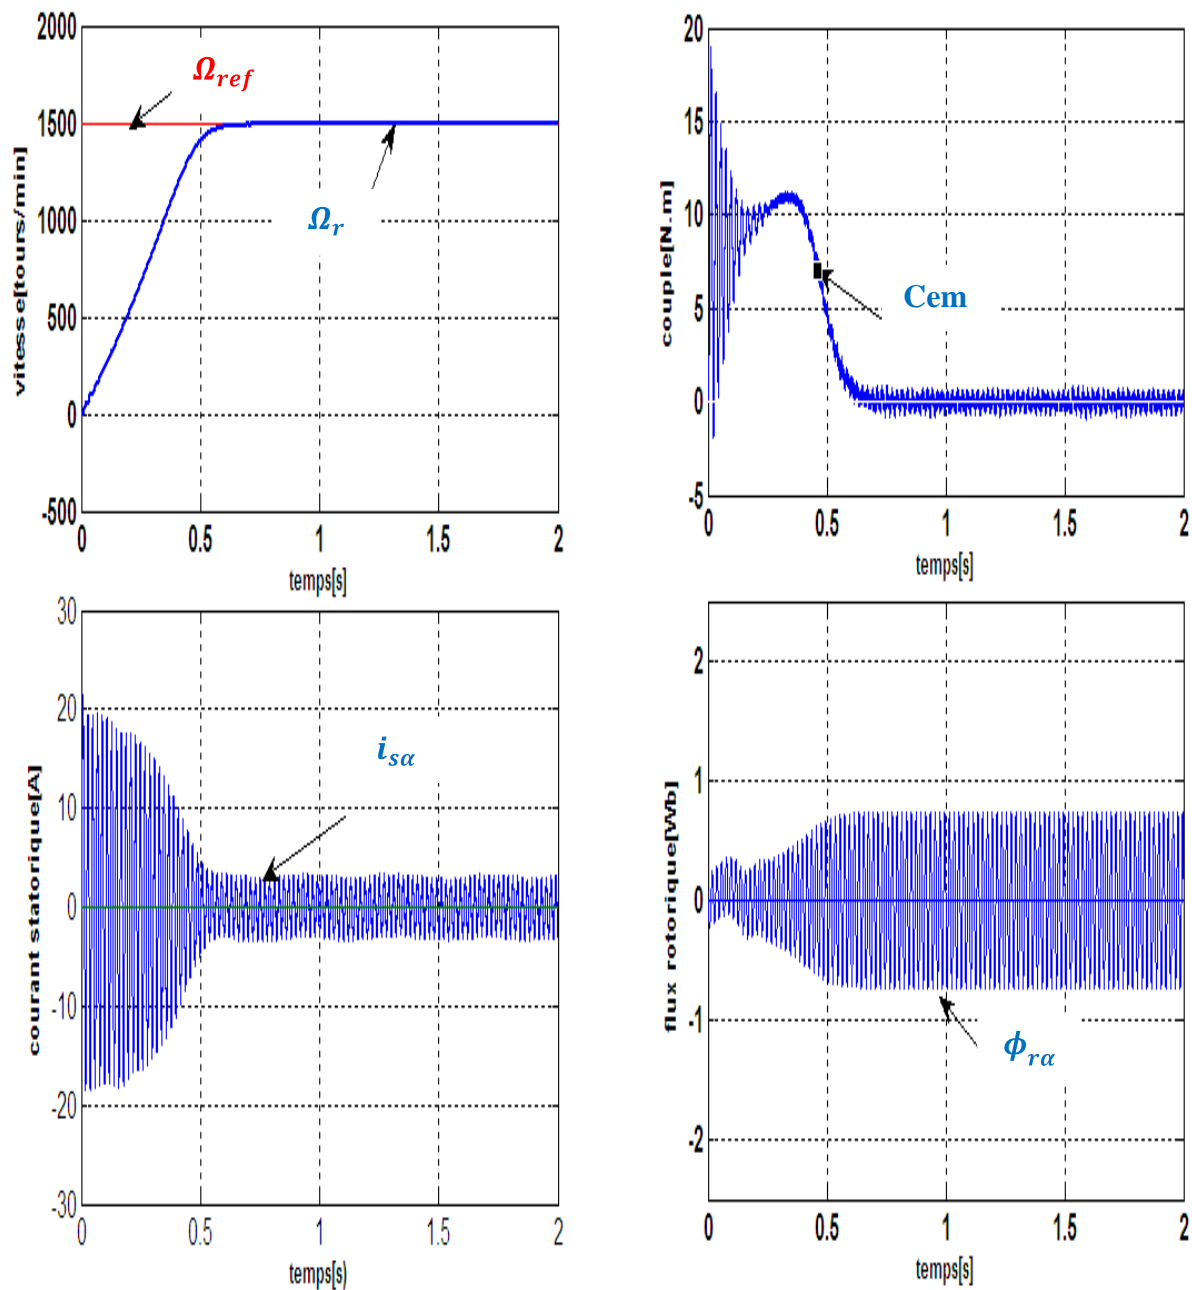 2000
1500
1000
500
0
-500
vitesse[tours/min]
Ω_ref
Ω_r
0 0.5 1 1.5 2
temps[s]
20
15
10
5
0
-5
couple[N.m]
Cem
0 0.5 1 1.5 2
temps[s]
30
20
10
0
-10
-20
-30
courant statorique[A]
i_sα
0 0.5 1 1.5 2
temps[s)
2
1
0
-1
-2
flux rotorique[Wb]
ϕ_rα
0 0.5 1 1.5 2
temps[s]